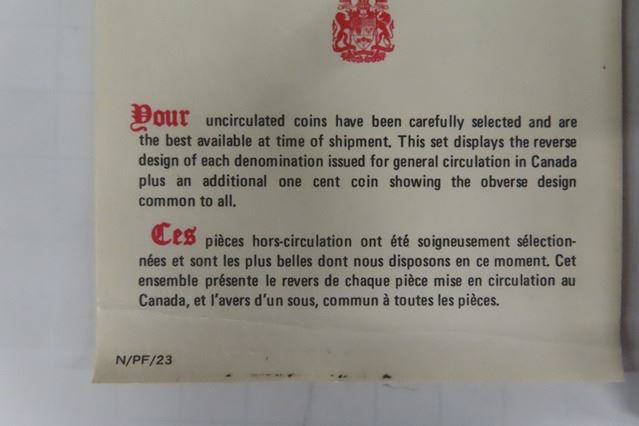 Your uncirculated coins have been carefully selected and are
the best available at time of shipment. This set displays the reverse
design of each denomination issued for general circulation in Canada
plus an additional one cent coin showing the obverse design
common to all.
Ces pièces hors-circulation ont été soigneusement sélection-
nées et sont les plus belles dont nous disposons en ce moment. Cet
ensemble présente le revers de chaque pièce mise en circulation au
Canada, et l'avers d'un sous, commun à toutes les pièces.
N/PF/23